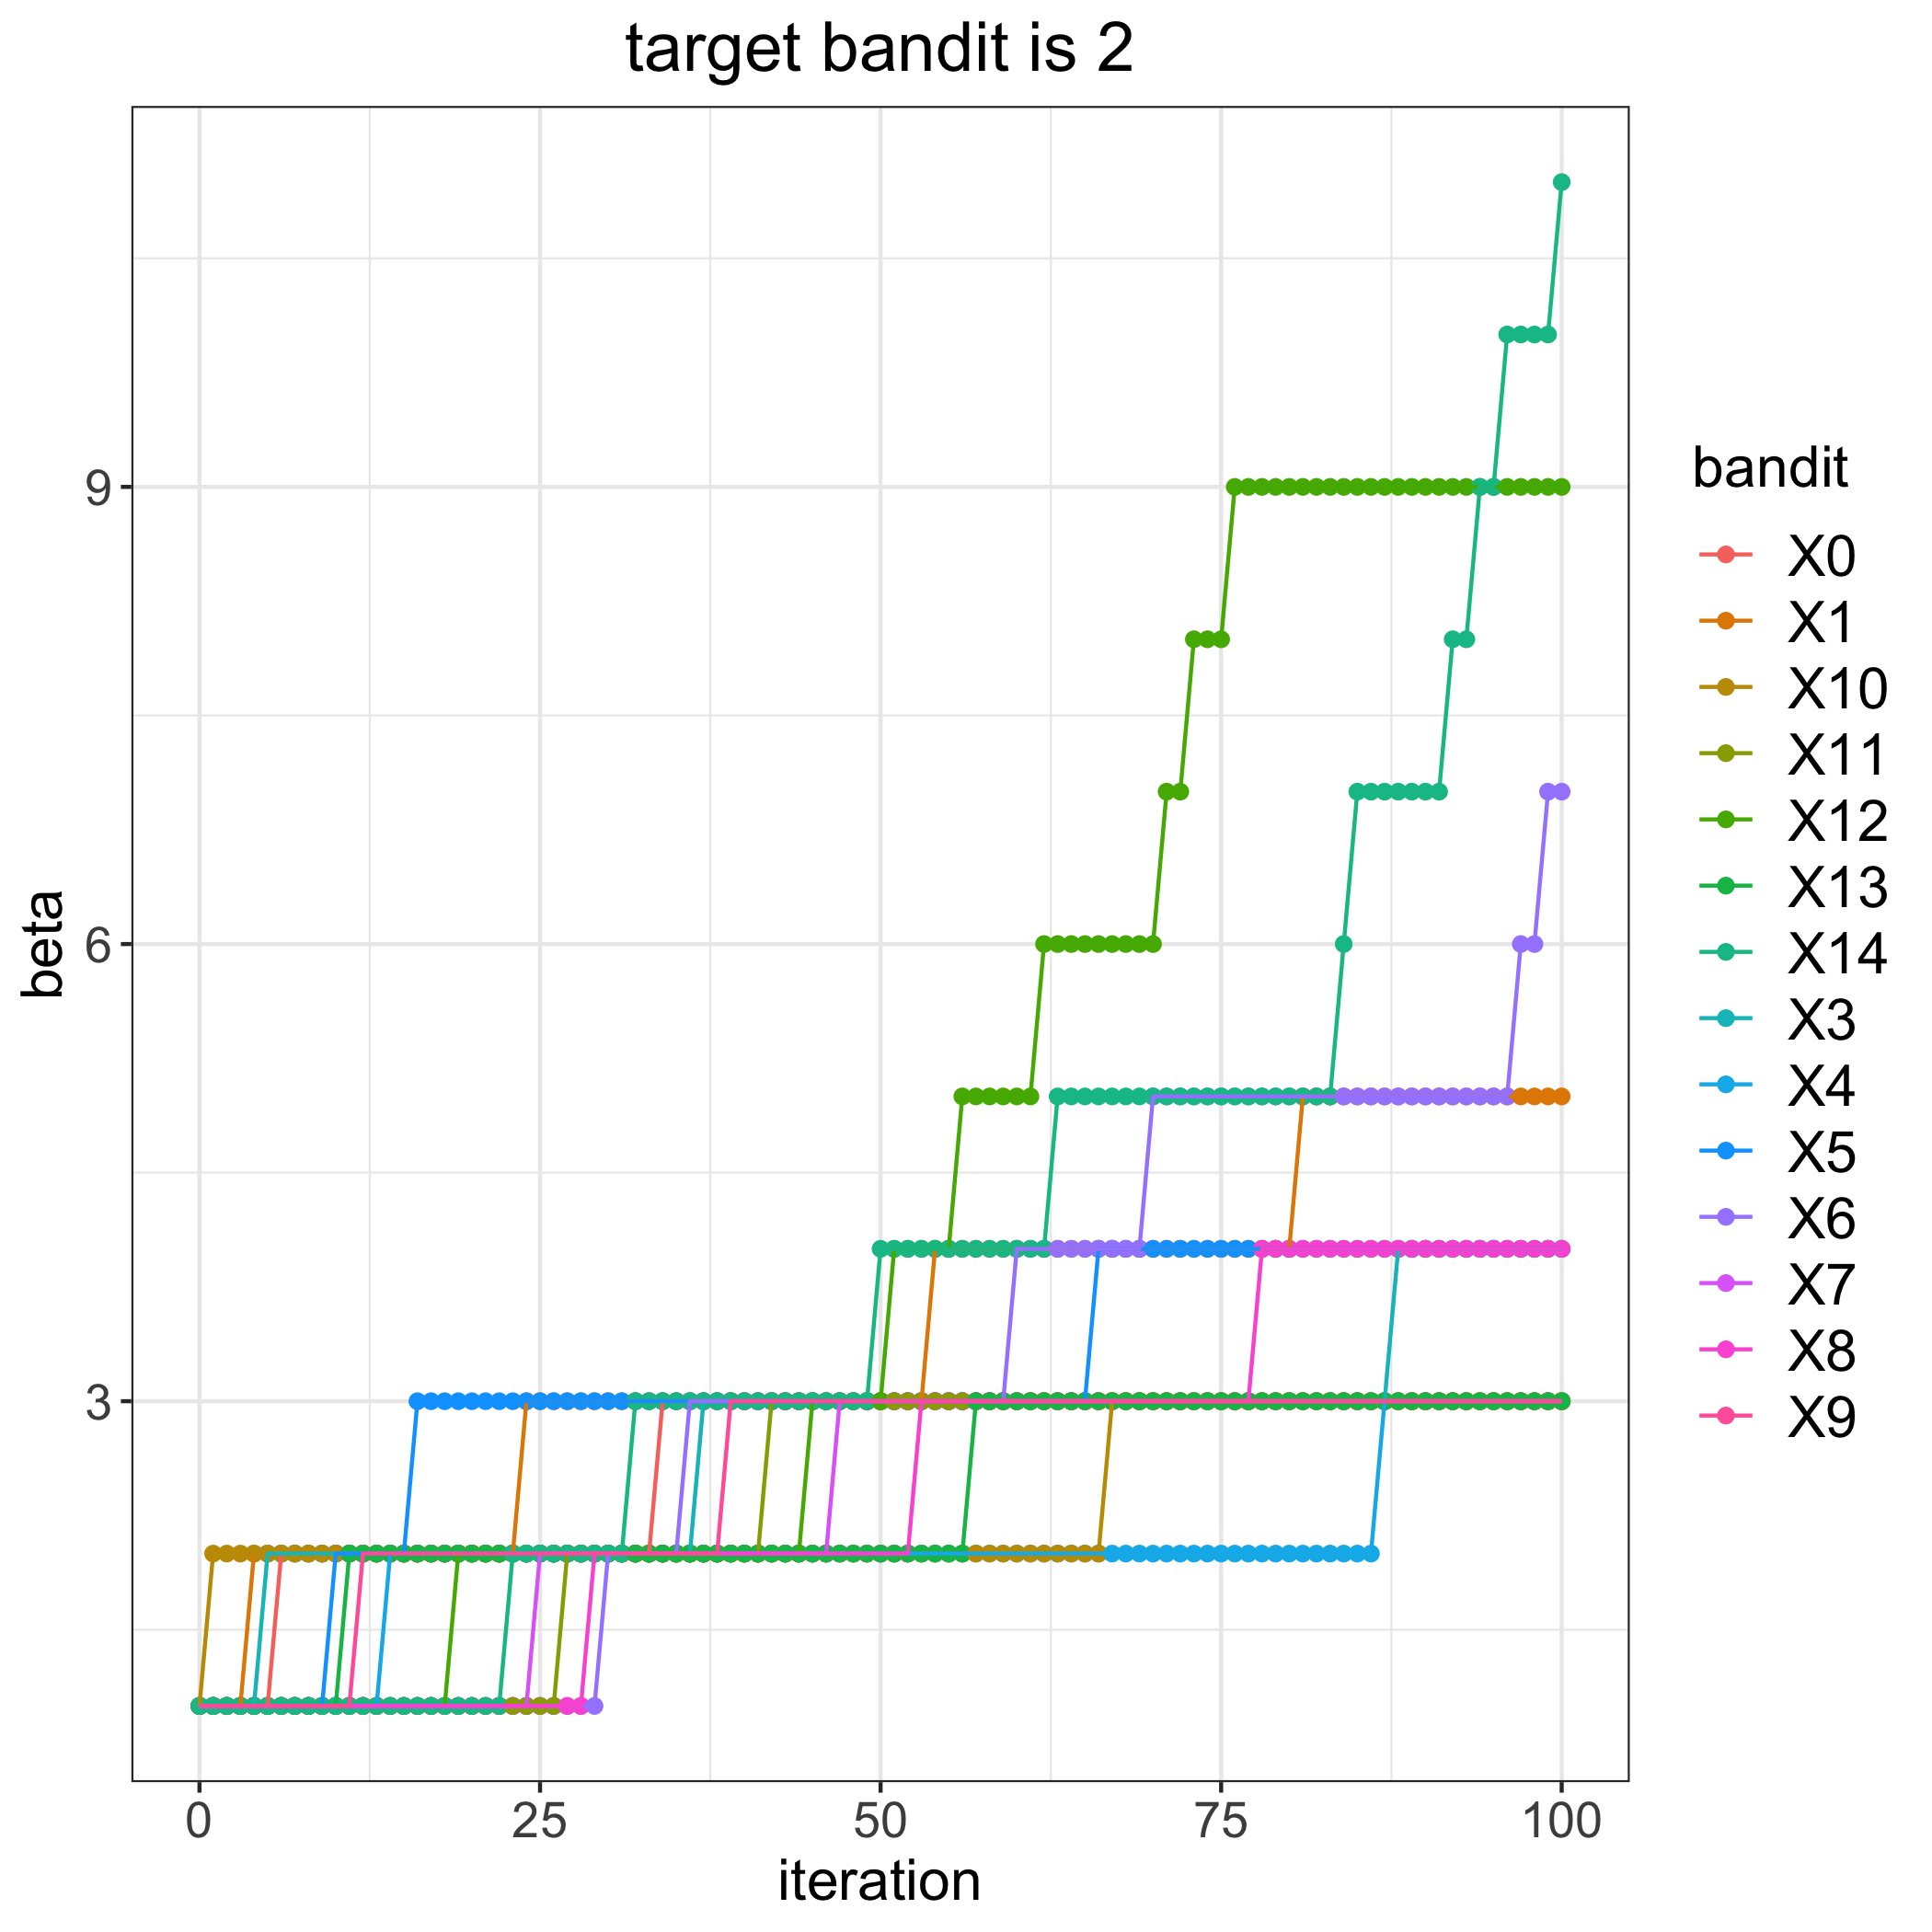 target bandit is 2
9
6
3
beta
0 25 50 75 100
iteration
bandit
X0
X1
X10
X11
X12
X13
X14
X3
X4
X5
X6
X7
X8
X9